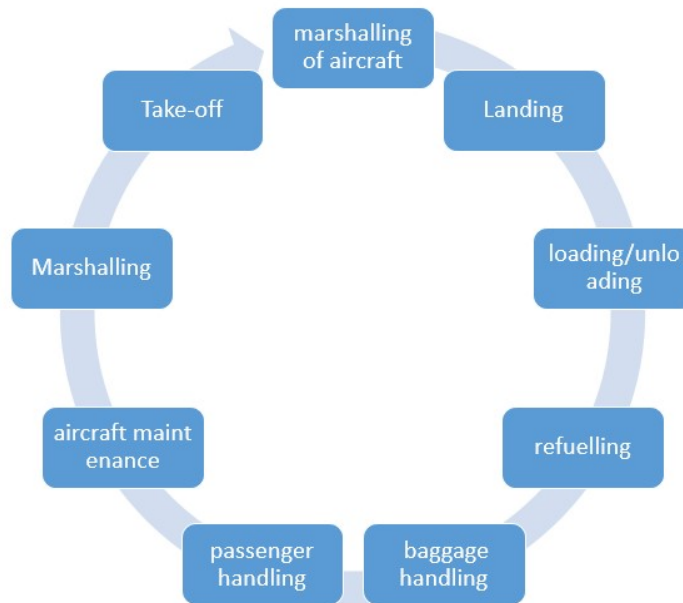 marshalling
of aircraft
Landing
loading/unlo
ading
refuelling
baggage
handling
passenger
handling
aircraft maint
enance
Marshalling
Take-off